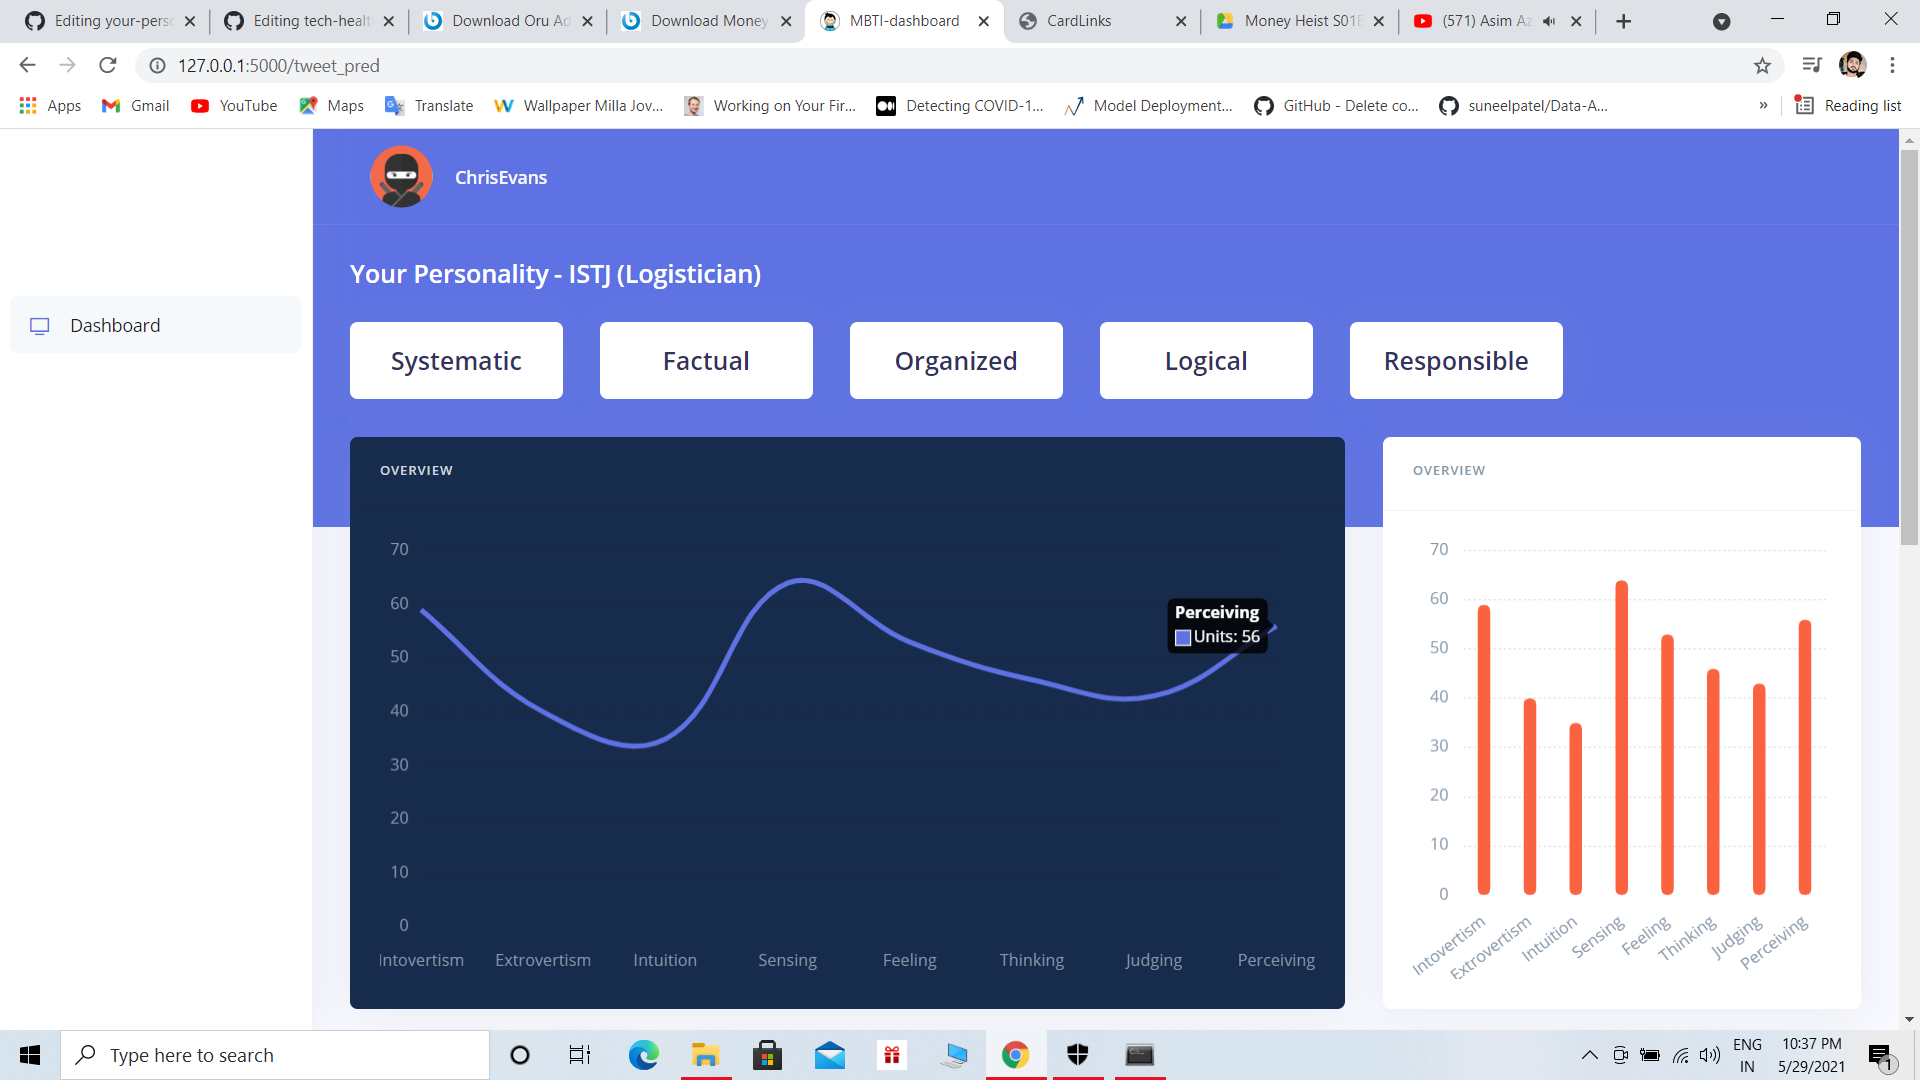 Editing your-pers
Editing tech-healt
Download Oru Ad
Download Money
MBTI-dashboard
CardLinks
Money Heist S01E
(571) Asim Az
127.0.0.1:5000/tweet_pred
Apps
Gmail
YouTube
Maps
Translate
Wallpaper Milla Jov...
Working on Your Fir...
Detecting COVID-1...
Model Deployment...
GitHub - Delete co...
suneelpatel/Data-A...
»
Reading list
ChrisEvans
Your Personality - ISTJ (Logistician)
Dashboard
Systematic
Factual
Organized
Logical
Responsible
OVERVIEW
70
60
50
40
30
20
10
0
Perceiving
Units: 56
Intovertism
Extrovertism
Intuition
Sensing
Feeling
Thinking
Judging
Perceiving
OVERVIEW
70
60
50
40
30
20
10
0
Intovertism
Extrovertism
Intuition
Sensing
Feeling
Thinking
Judging
Perceiving
Type here to search
ENG
IN
10:37 PM
5/29/2021
1